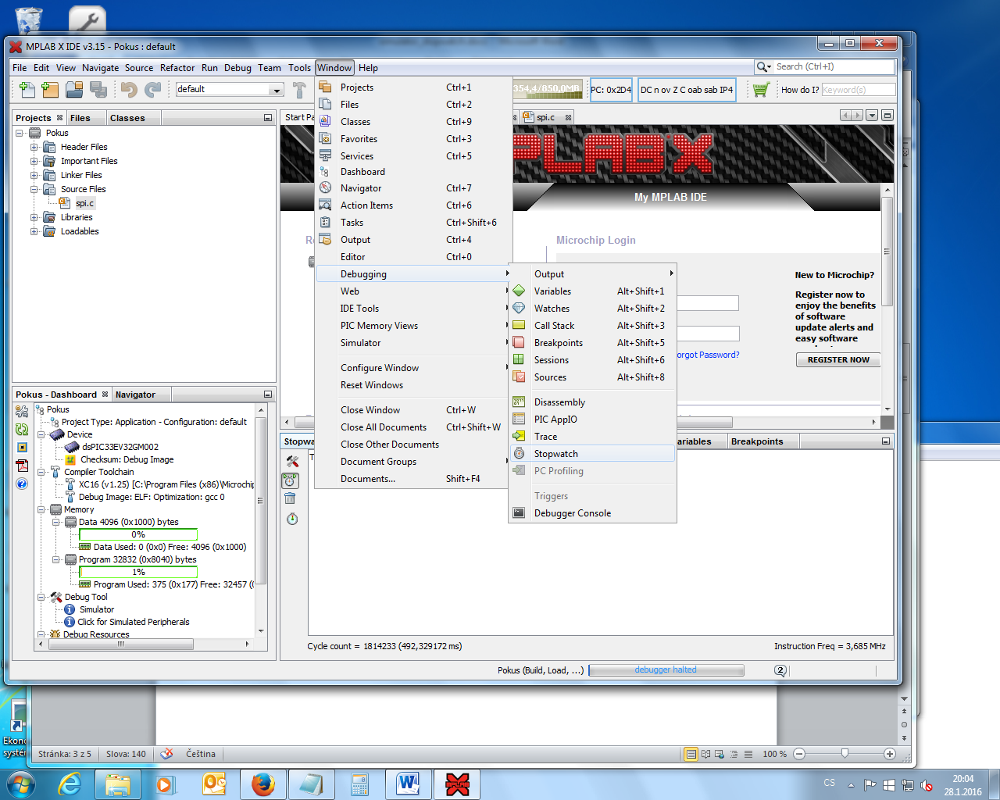 MPLAB X IDE v3.15 - Pokus : default
File Edit View Navigate Source Refactor Run Debug Team Tools Window Help
Search (Ctrl+I)
default
354,4/850,0MB
PC: 0x2D4
DC n ov Z C oab sab IP4
How do I?
Keyword(s)
Projects Files Classes
Pokus
Header Files
Important Files
Linker Files
Source Files
spi.c
Libraries
Loadables
Start Pa
spi.c
PLAB X
My MPLAB IDE
Microchip Login
New to Microchip?
Register now to
enjoy the benefits
of software
update alerts and
easy software
REGISTER NOW
orgot Password?
Projects Ctrl+1
Files Ctrl+2
Classes Ctrl+9
Favorites Ctrl+3
Services Ctrl+5
Dashboard
Navigator Ctrl+7
Action Items Ctrl+6
Tasks Ctrl+Shift+6
Output Ctrl+4
Editor Ctrl+0
Debugging
Web
IDE Tools
PIC Memory Views
Simulator
Configure Window
Reset Windows
Close Window Ctrl+W
Close All Documents Ctrl+Shift+W
Close Other Documents
Document Groups
Documents... Shift+F4
Output
Variables Alt+Shift+1
Watches Alt+Shift+2
Call Stack Alt+Shift+3
Breakpoints Alt+Shift+5
Sessions Alt+Shift+6
Sources Alt+Shift+8
Disassembly
PIC AppIO
Trace
Stopwatch
PC Profiling
Triggers
Debugger Console
Pokus - Dashboard Navigator
Pokus
Project Type: Application - Configuration: default
Device
dsPIC33EV32GM002
Checksum: Debug Image
Compiler Toolchain
XC16 (v1.25) [C:\Program Files (x86)\Microchip
Debug Image: ELF: Optimization: gcc 0
Memory
Data 4096 (0x1000) bytes
0%
Data Used: 0 (0x0) Free: 4096 (0x1000)
Program 32832 (0x8040) bytes
1%
Program Used: 375 (0x177) Free: 32457 (0
Debug Tool
Simulator
Click for Simulated Peripherals
Debug Resources
Stopwa
ariables Breakpoints
T
Cycle count = 1814233 (492,329172 ms)
Instruction Freq = 3,685 MHz
Pokus (Build, Load, ...)
debugger halted
2
Ekono
systé
Stránka: 3 z 5 Slova: 140 Čeština
100 %
CS
20:04
28.1.2016